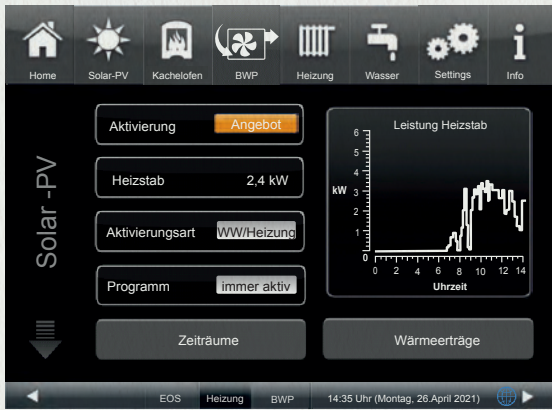 Home Solar-PV Kachelofen BWP Heizung Wasser Settings Info
Solar -PV
Aktivierung Angebot
Heizstab 2,4 kW
Aktivierungsart WW/Heizung
Programm immer aktiv
Zeiträume
Leistung Heizstab
kW
6
5
4
3
2
1
0
0 2 4 6 8 10 12 14
Uhrzeit
Wärmeerträge
EOS Heizung BWP 14:35 Uhr (Montag, 26.April 2021)